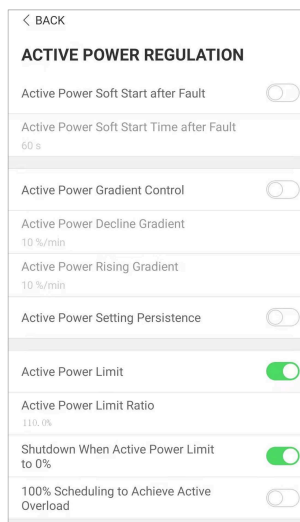 < BACK
ACTIVE POWER REGULATION
Active Power Soft Start after Fault
Active Power Soft Start Time after Fault
60 s
Active Power Gradient Control
Active Power Decline Gradient
10 %/min
Active Power Rising Gradient
10 %/min
Active Power Setting Persistence
Active Power Limit
Active Power Limit Ratio
110.0%
Shutdown When Active Power Limit
to 0%
100% Scheduling to Achieve Active
Overload